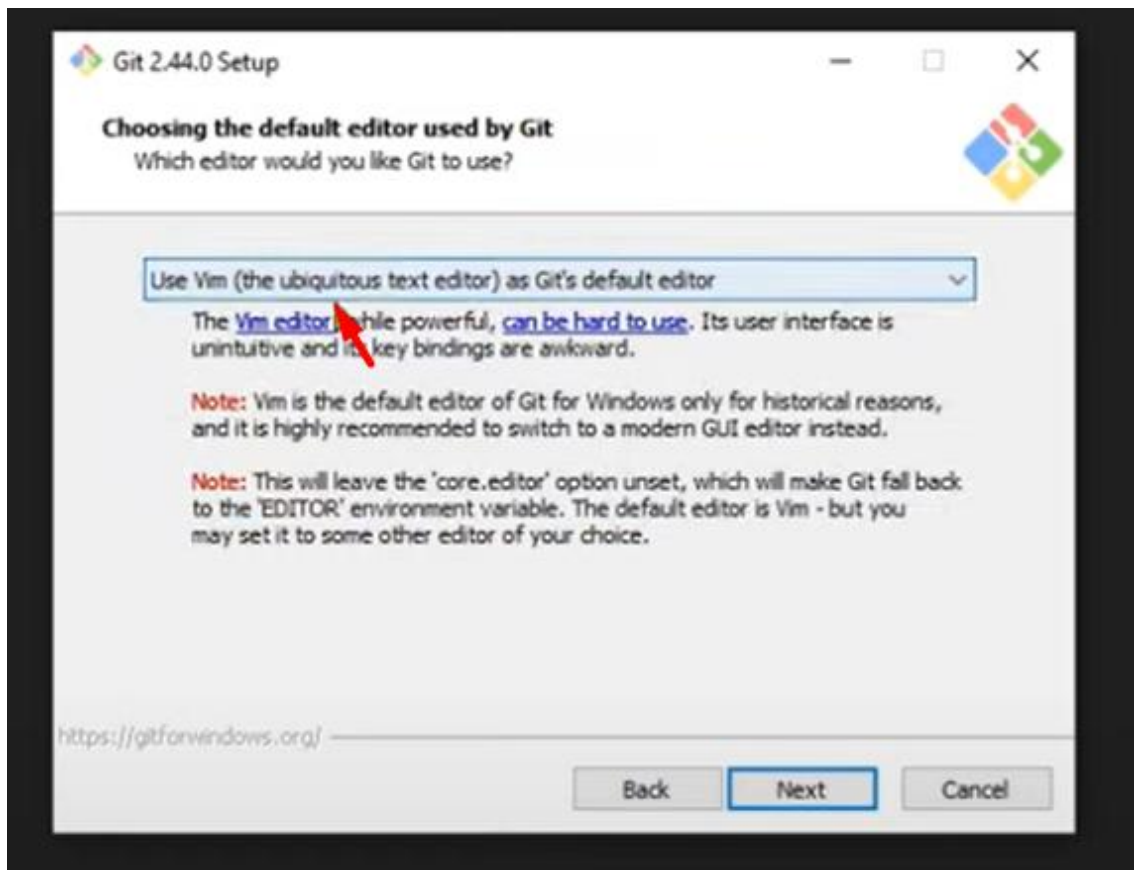 Git 2.44.0 Setup
Choosing the default editor used by Git
Which editor would you like Git to use?
Use Vim (the ubiquitous text editor) as Git's default editor
The Vim editor, while powerful, can be hard to use. Its user interface is
unintuitive and its key bindings are awkward.
Note: Vim is the default editor of Git for Windows only for historical reasons,
and it is highly recommended to switch to a modern GUI editor instead.
Note: This will leave the 'core.editor' option unset, which will make Git fall back
to the 'EDITOR' environment variable. The default editor is Vim - but you
may set it to some other editor of your choice.
https://gitforwindows.org/
Back Next Cancel